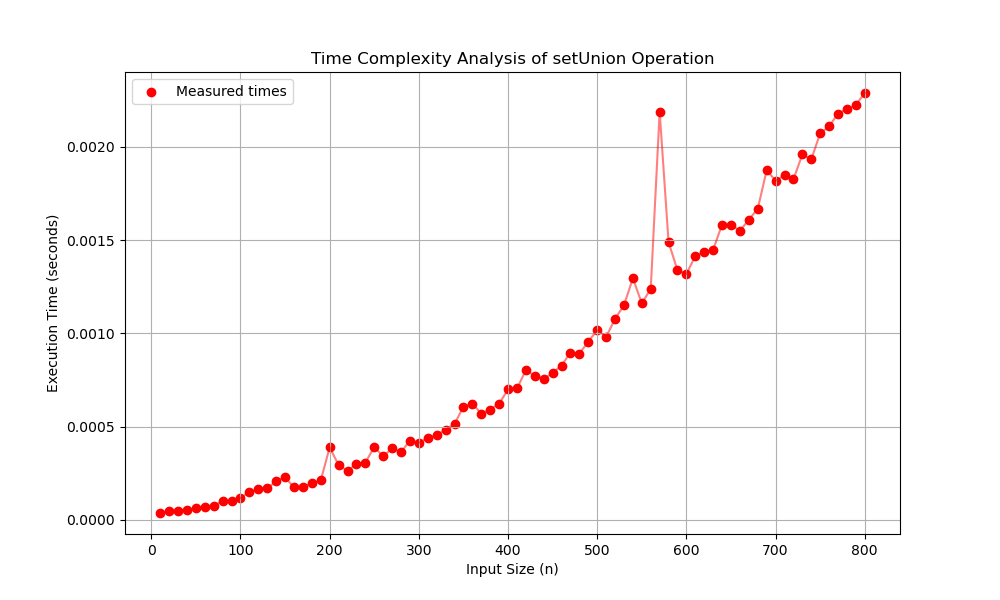 Time Complexity Analysis of setUnion Operation
Measured times
Execution Time (seconds)
0.0020
0.0015
0.0010
0.0005
0.0000
0 100 200 300 400 500 600 700 800
Input Size (n)